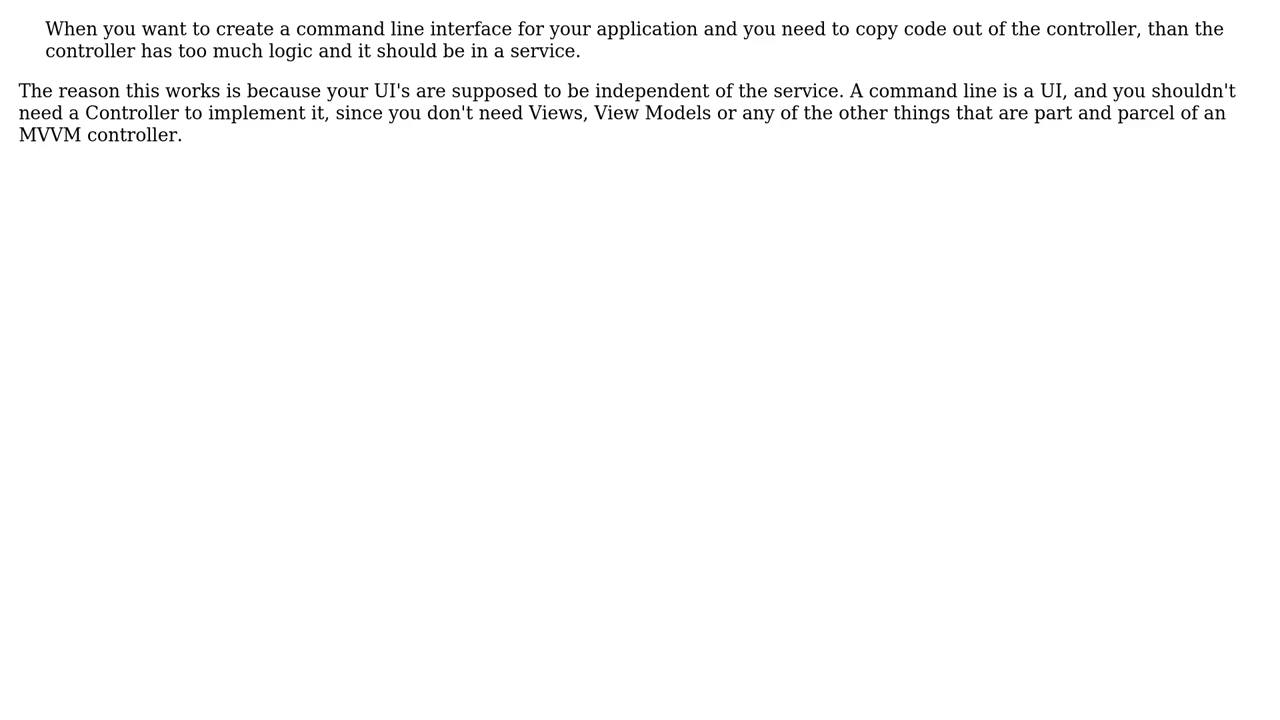 When you want to create a command line interface for your application and you need to copy code out of the controller, than the
controller has too much logic and it should be in a service.
The reason this works is because your UI's are supposed to be independent of the service. A command line is a UI, and you shouldn't
need a Controller to implement it, since you don't need Views, View Models or any of the other things that are part and parcel of an
MVVM controller.